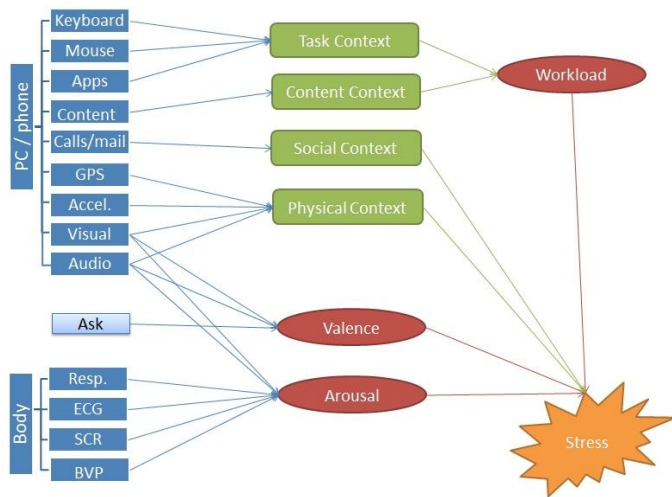 Keyboard
Mouse
Apps
Content
Calls/mail
GPS
Accel.
Visual
Audio
PC / phone
Ask
Resp.
ECG
SCR
BVP
Body
Task Context
Content Context
Social Context
Physical Context
Valence
Arousal
Workload
Stress